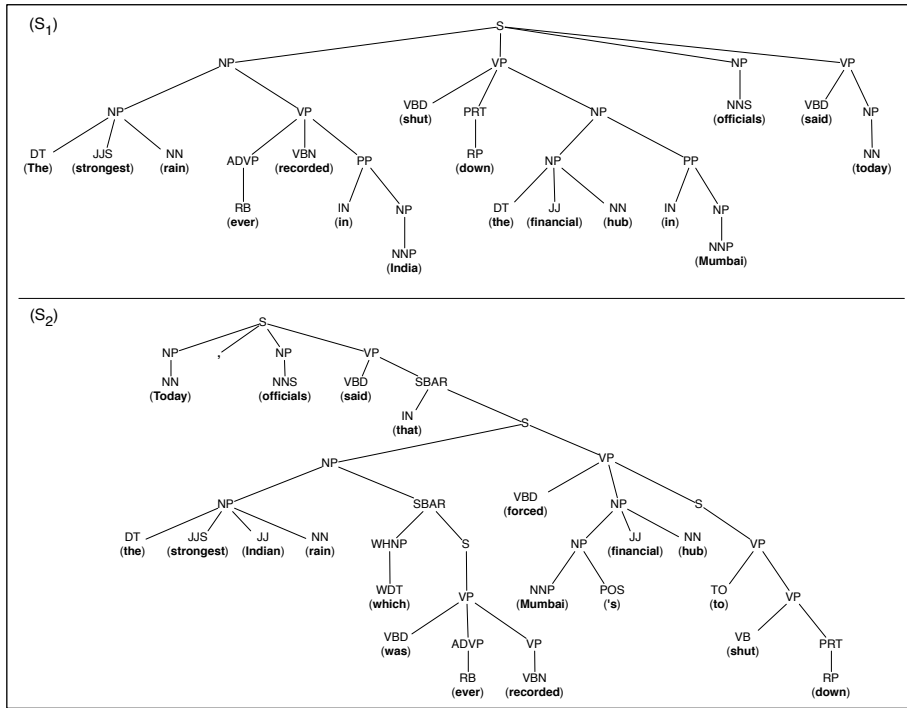 (S1)
S
NP VP NP VP
NP VP VBD (shut) PRT NP NNS (officials) VBD (said) NP
DT (The) JJS (strongest) NN (rain) ADVP VBN (recorded) PP RP (down) NP PP NN (today)
RB (ever) IN (in) NP DT (the) JJ (financial) NN (hub) IN (in) NP
NNP (India) NNP (Mumbai)
(S2)
S
NP , NP VP
NN (Today) NNS (officials) VBD (said) SBAR
IN (that) S
NP VP
NP SBAR VBD (forced) NP S
DT (the) JJS (strongest) JJ (Indian) NN (rain) WHNP S NP JJ (financial) NN (hub) VP
WDT (which) VP NNP (Mumbai) POS ('s) TO (to) VP
VBD (was) ADVP VP VB (shut) PRT
RB (ever) VBN (recorded) RP (down)